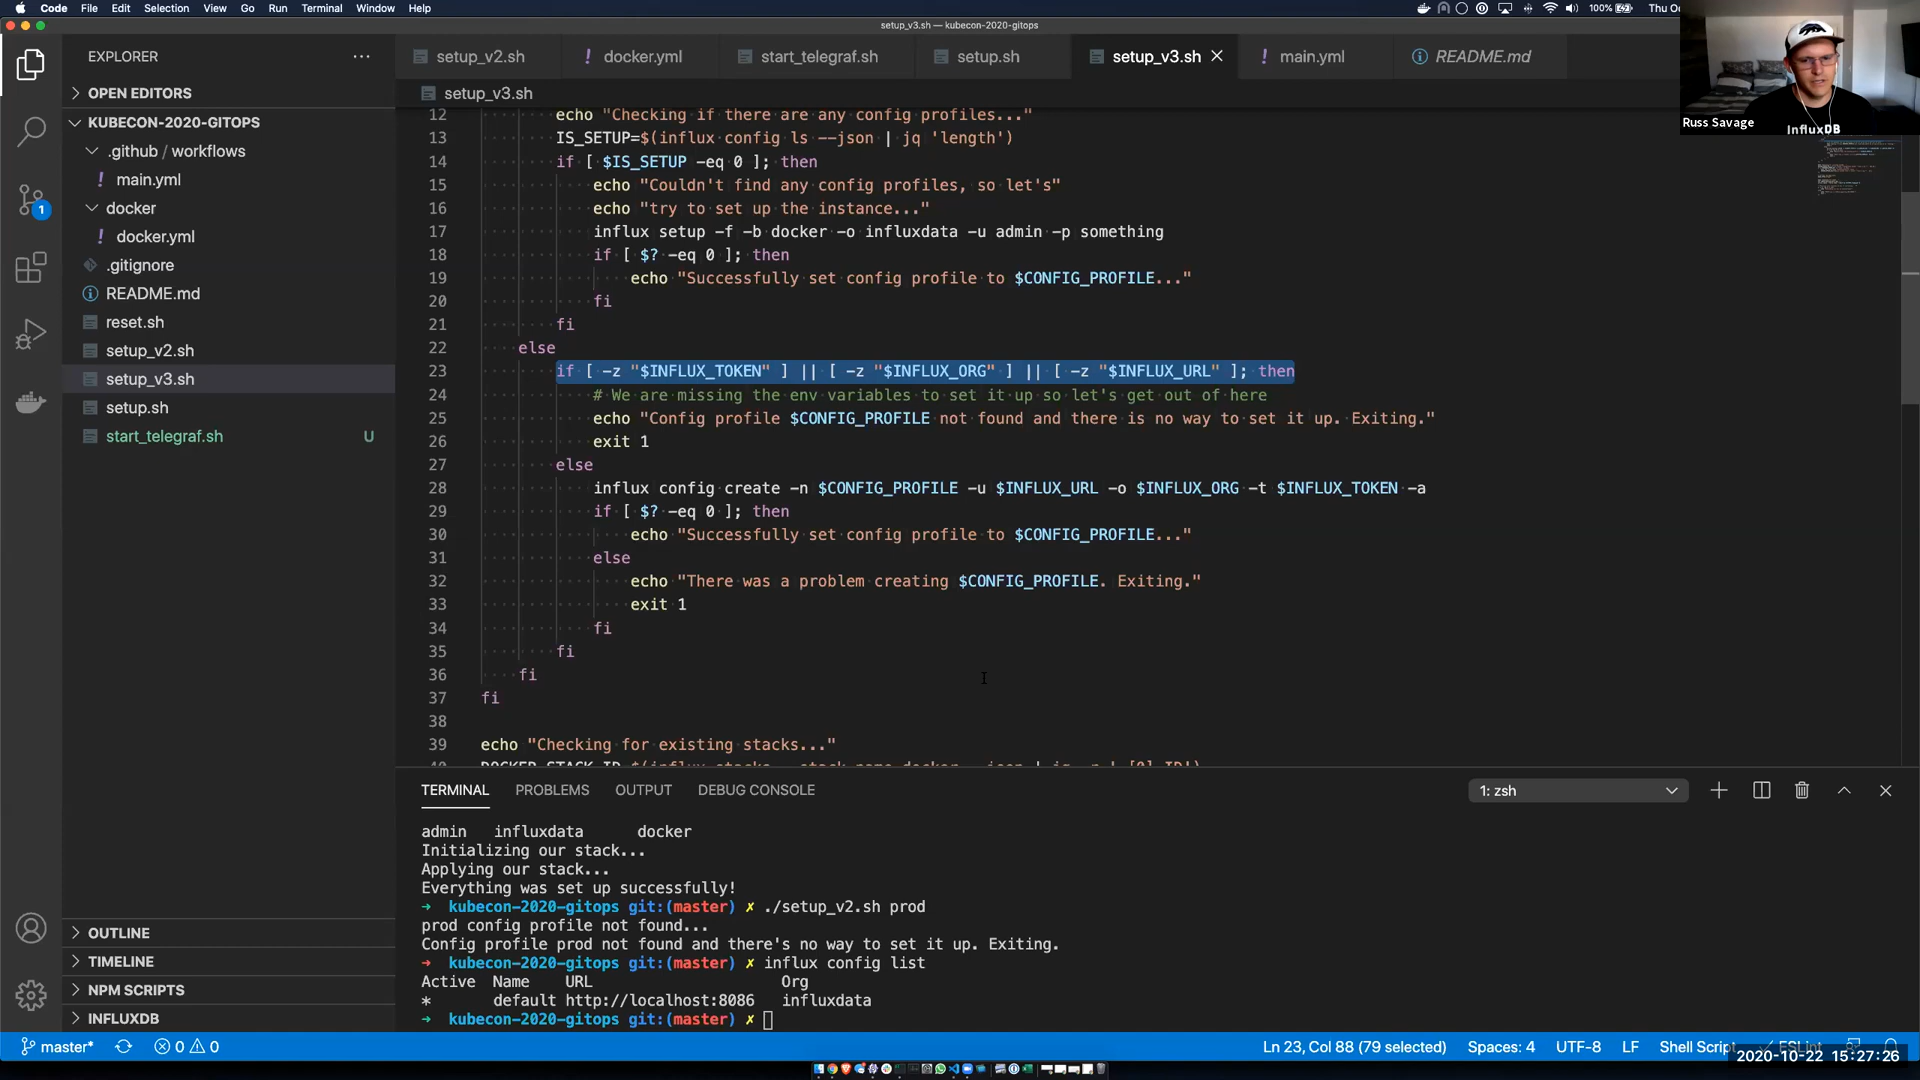 Code File Edit Selection View Go Run Terminal Window Help
100%
Thu Oc
setup_v3.sh — kubecon-2020-gitops
EXPLORER
OPEN EDITORS
KUBECON-2020-GITOPS
.github / workflows
main.yml
docker
docker.yml
.gitignore
README.md
reset.sh
setup_v2.sh
setup_v3.sh
setup.sh
start_telegraf.sh U
1
OUTLINE
TIMELINE
NPM SCRIPTS
INFLUXDB
setup_v2.sh docker.yml start_telegraf.sh setup.sh setup_v3.sh main.yml README.md
setup_v3.sh
12 echo "Checking if there are any config profiles..."
13 IS_SETUP=$(influx config ls --json | jq 'length')
14 if [ $IS_SETUP -eq 0 ]; then
15 echo "Couldn't find any config profiles, so let's"
16 echo "try to set up the instance..."
17 influx setup -f -b docker -o influxdata -u admin -p something
18 if [ $? -eq 0 ]; then
19 echo "Successfully set config profile to $CONFIG_PROFILE..."
20 fi
21 fi
22 else
23 if [ -z "$INFLUX_TOKEN" ] || [ -z "$INFLUX_ORG" ] || [ -z "$INFLUX_URL" ]; then
24 # We are missing the env variables to set it up so let's get out of here
25 echo "Config profile $CONFIG_PROFILE not found and there is no way to set it up. Exiting."
26 exit 1
27 else
28 influx config create -n $CONFIG_PROFILE -u $INFLUX_URL -o $INFLUX_ORG -t $INFLUX_TOKEN -a
29 if [ $? -eq 0 ]; then
30 echo "Successfully set config profile to $CONFIG_PROFILE..."
31 else
32 echo "There was a problem creating $CONFIG_PROFILE. Exiting."
33 exit 1
34 fi
35 fi
36 fi
37 fi
38
39 echo "Checking for existing stacks..."
Russ Savage
InfluxDB
TERMINAL PROBLEMS OUTPUT DEBUG CONSOLE
1: zsh
admin influxdata docker
Initializing our stack...
Applying our stack...
Everything was set up successfully!
→ kubecon-2020-gitops git:(master) ✗ ./setup_v2.sh prod
prod config profile not found...
Config profile prod not found and there's no way to set it up. Exiting.
→ kubecon-2020-gitops git:(master) ✗ influx config list
Active Name URL Org
* default http://localhost:8086 influxdata
→ kubecon-2020-gitops git:(master) ✗
master* 0 0
Ln 23, Col 88 (79 selected) Spaces: 4 UTF-8 LF Shell Script
2020-10-22 15:27:26